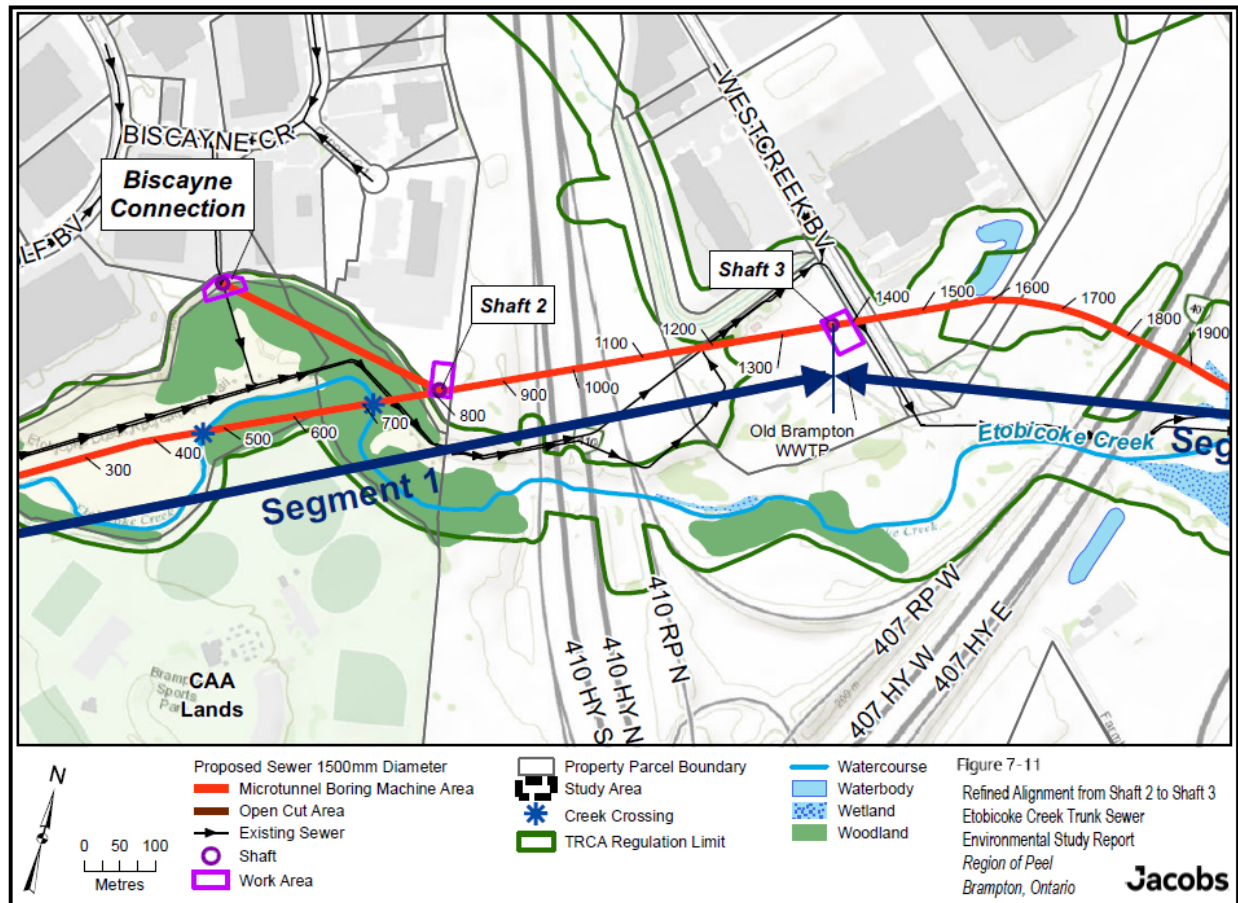 BISCAYNE CR
Biscayne
Connection
LF BV
WESTCREEK BV
Shaft 2
Shaft 3
300
400
500
600
700
800
900
1000
1100
1200
1300
1400
1500
1600
1700
1800
1900
Segment 1
Seg
Old Brampton
WWTP
Etobicoke Creek
Etobicoke Creek
CAA
Lands
Sports
410 HY S
410 HY N
410 RP N
407 RP W
407 HY W
407 HY E
200 m
N
0 50 100
Metres
Proposed Sewer 1500mm Diameter
Microtunnel Boring Machine Area
Open Cut Area
Existing Sewer
Shaft
Work Area
Property Parcel Boundary
Study Area
Creek Crossing
TRCA Regulation Limit
Watercourse
Waterbody
Wetland
Woodland
Figure 7-11
Refined Alignment from Shaft 2 to Shaft 3
Etobicoke Creek Trunk Sewer
Environmental Study Report
Region of Peel
Brampton, Ontario
Jacobs